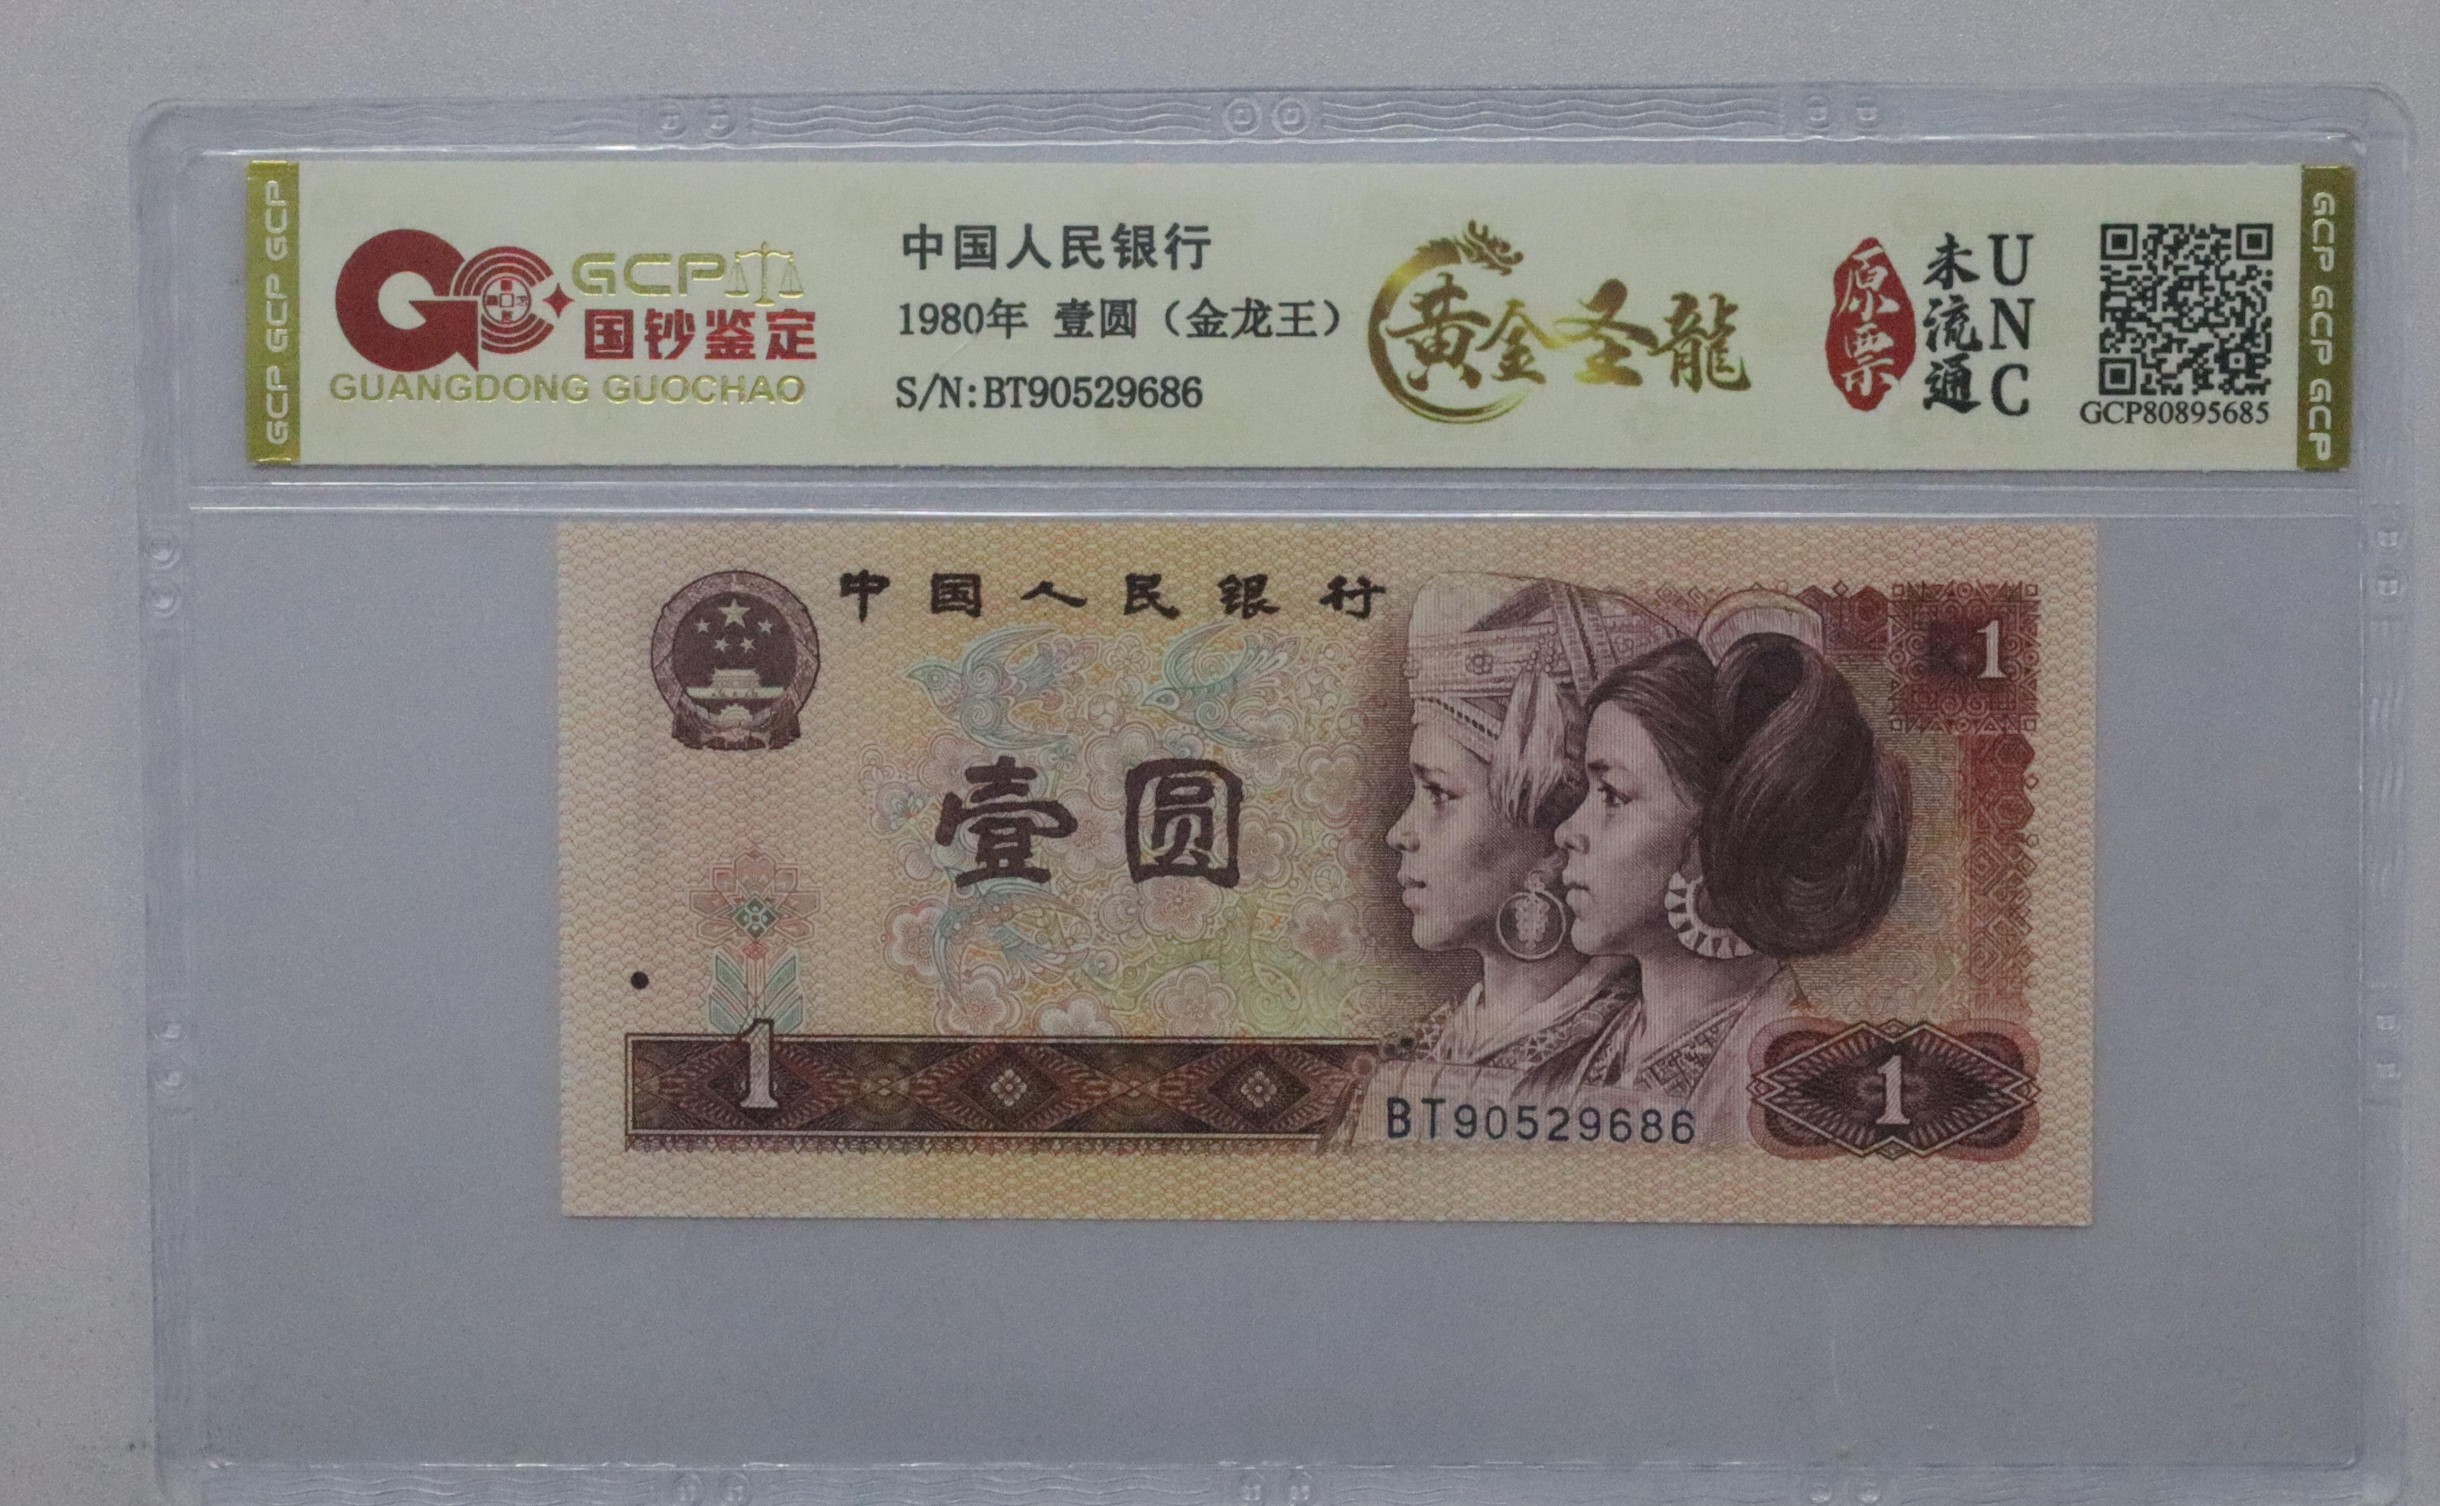 GCP GCP GCP
GCP
国钞鉴定
GUANGDONG GUOCHAO
中国人民银行
1980年 壹圆（金龙王）
S/N:BT90529686
黄金圣龍
原票
未流通
UNC
GCP80895685
GCP GCP GCP
中国人民银行
1
壹圆
1
BT90529686
1